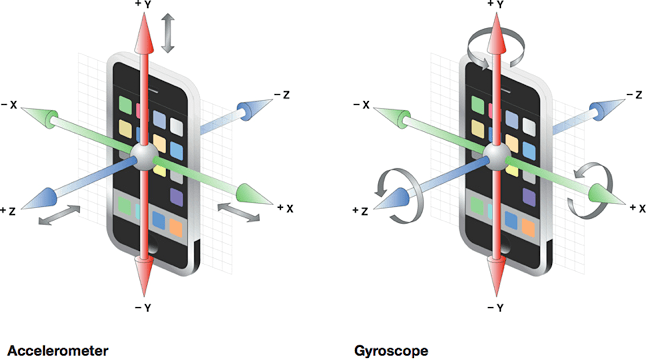 + Y
− X
− Z
+ Z
+ X
− Y
Accelerometer
+ Y
− X
− Z
+ Z
+ X
− Y
Gyroscope